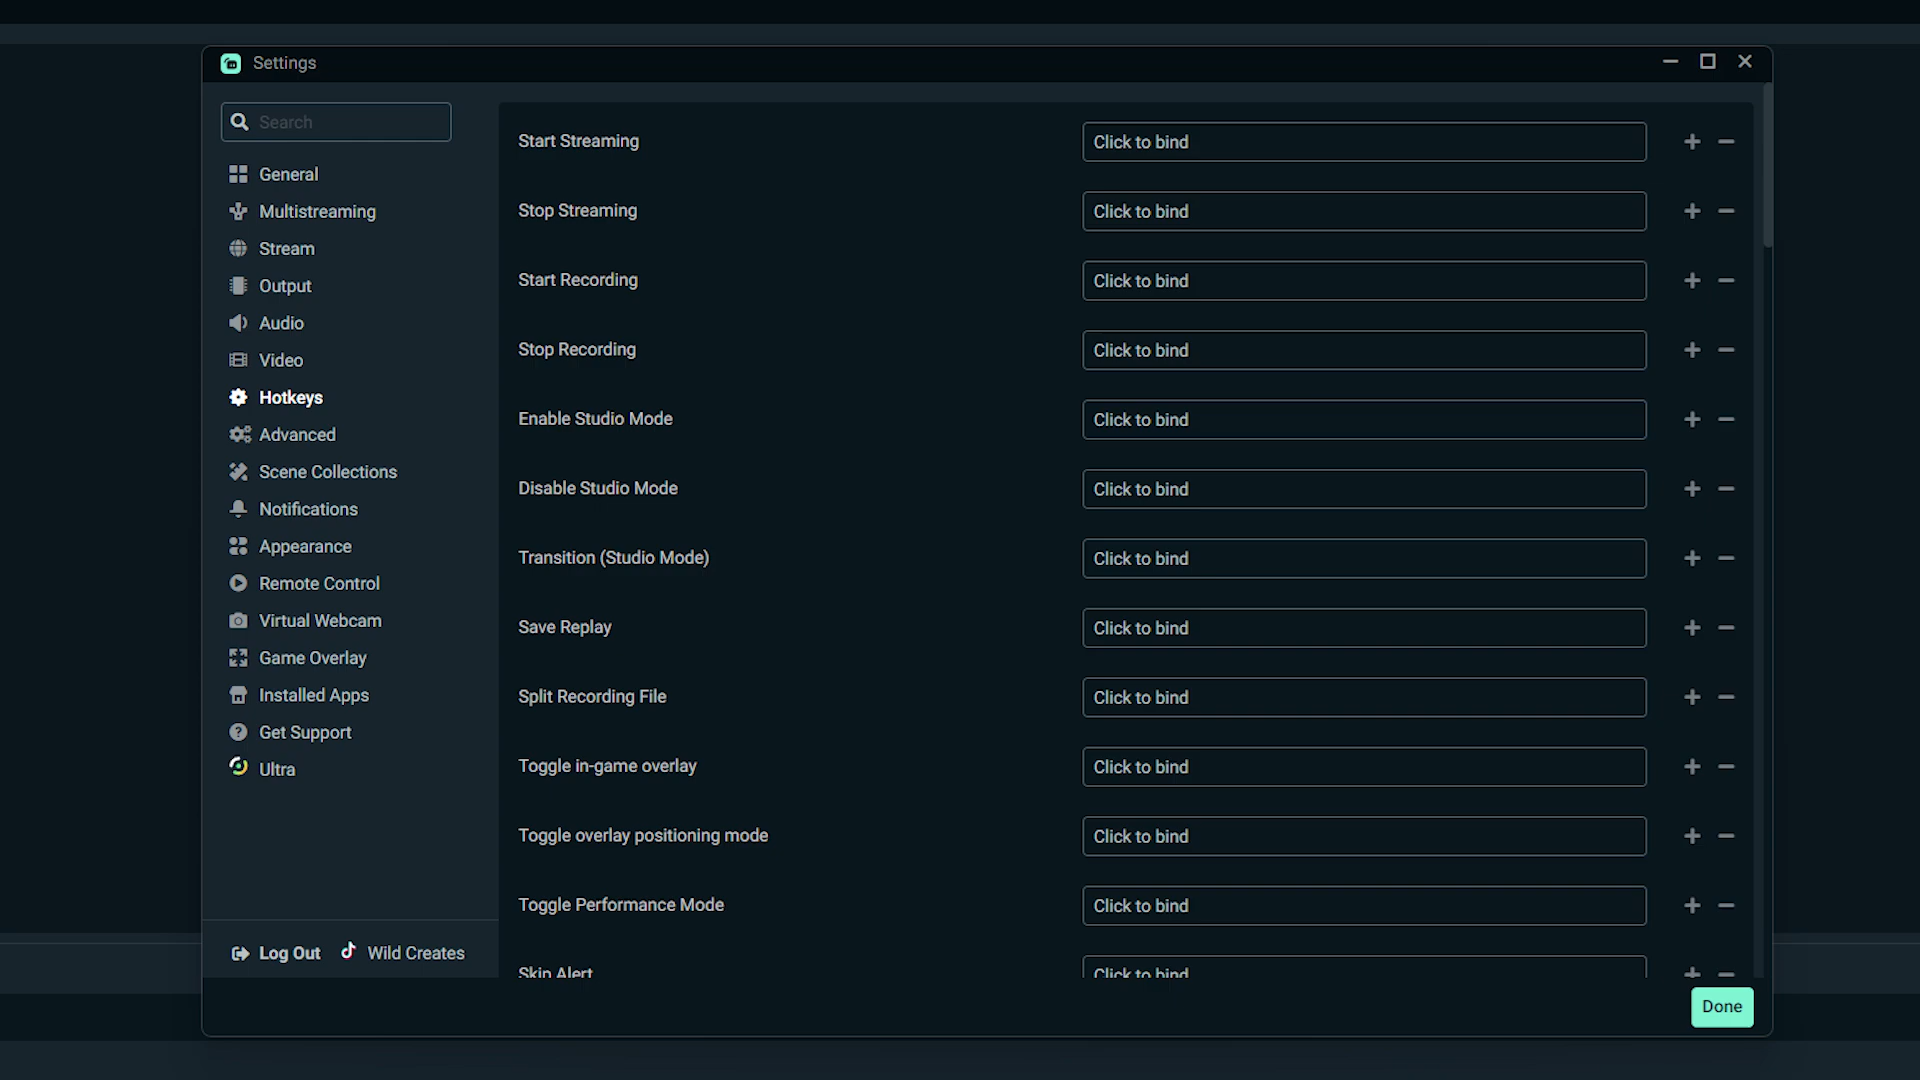 Settings
Search
General
Multistreaming
Stream
Output
Audio
Video
Hotkeys
Advanced
Scene Collections
Notifications
Appearance
Remote Control
Virtual Webcam
Game Overlay
Installed Apps
Get Support
Ultra
Log Out Wild Creates
Start Streaming Click to bind
Stop Streaming Click to bind
Start Recording Click to bind
Stop Recording Click to bind
Enable Studio Mode Click to bind
Disable Studio Mode Click to bind
Transition (Studio Mode) Click to bind
Save Replay Click to bind
Split Recording File Click to bind
Toggle in-game overlay Click to bind
Toggle overlay positioning mode Click to bind
Toggle Performance Mode Click to bind
Skip Alert Click to bind
Done